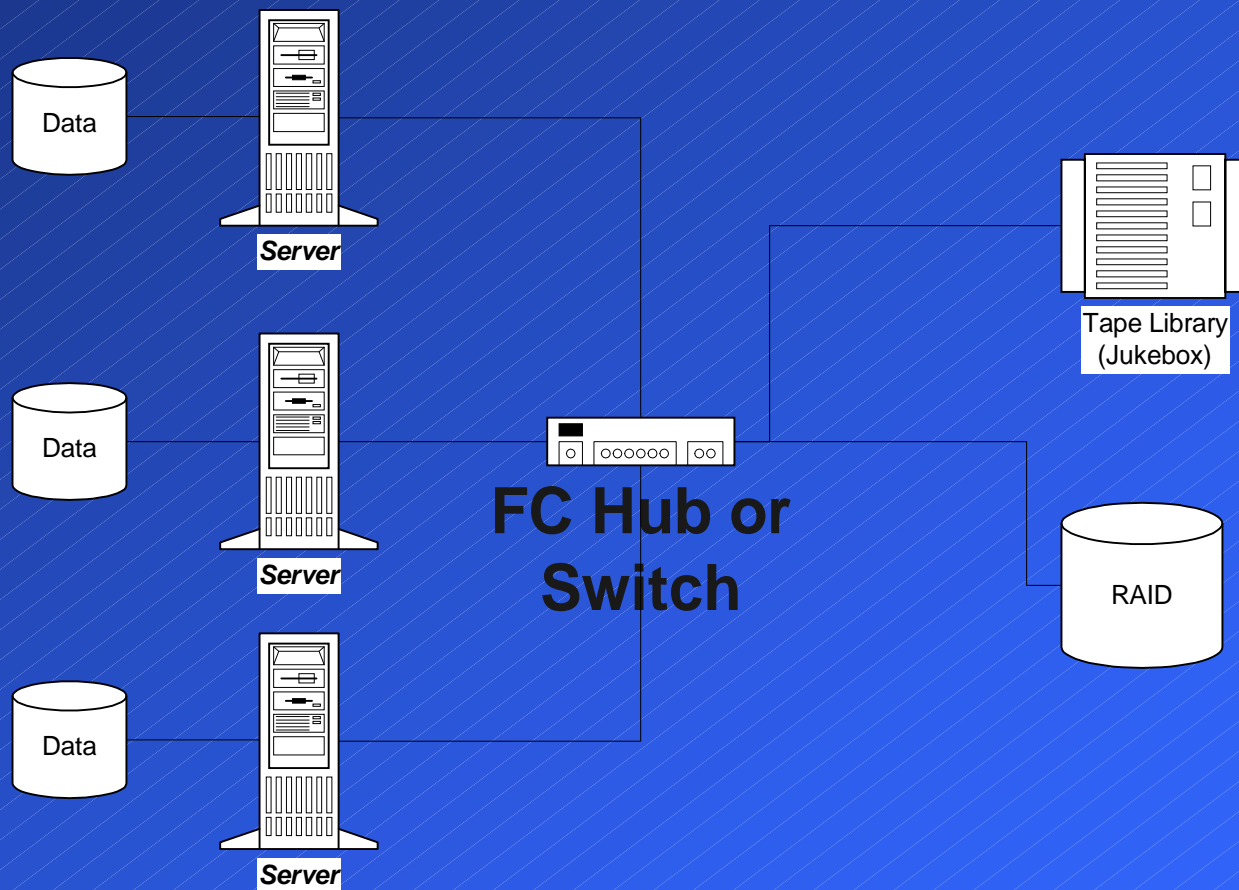 Data
Server
Tape Library
(Jukebox)
Data
Server
FC Hub or
Switch
RAID
Data
Server